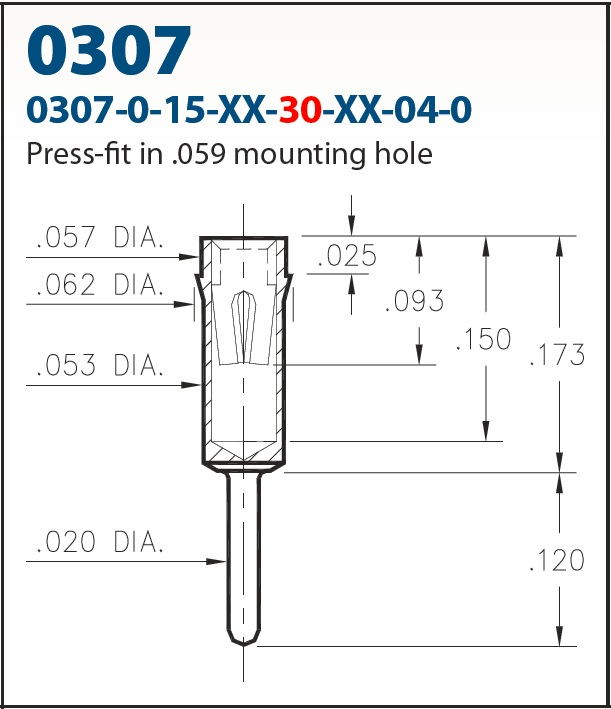 0307
0307-0-15-XX-30-XX-04-0
Press-fit in .059 mounting hole
.057 DIA.
.025
.062 DIA.
.093
.150
.173
.053 DIA.
.020 DIA.
.120